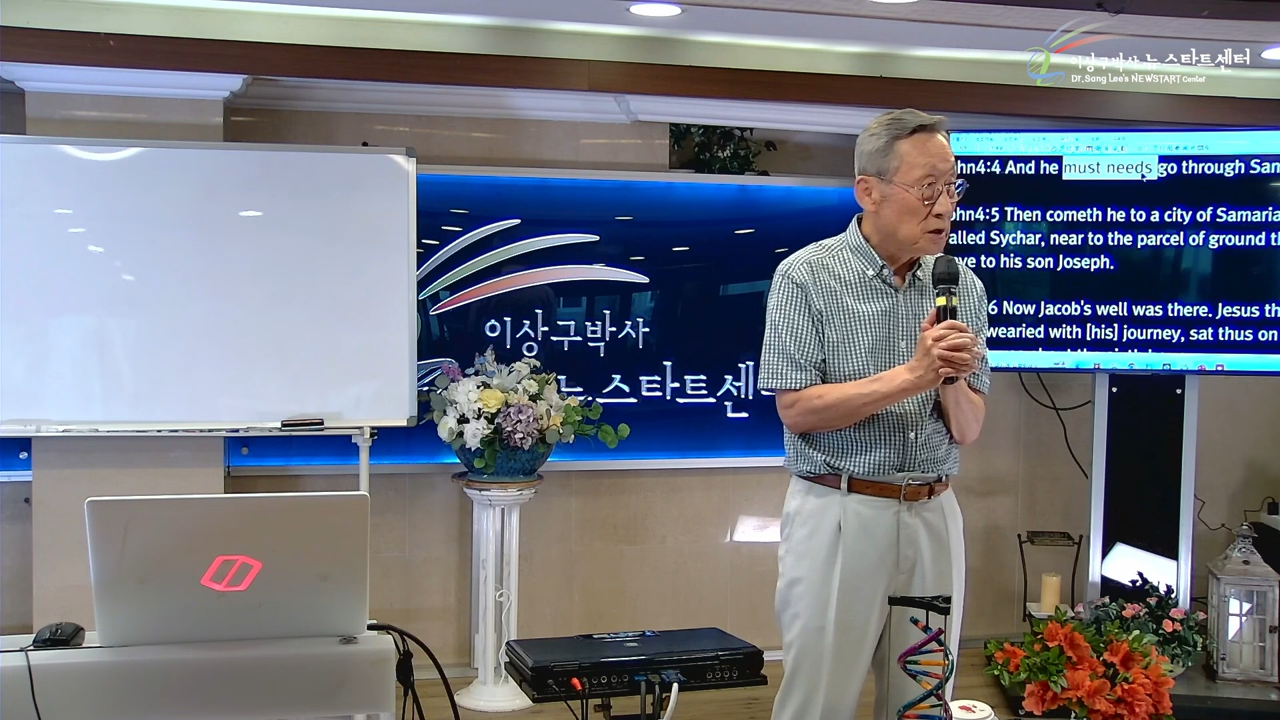 이상구박사 뉴스타트센터
Dr. Sang Lee's NEWSTART Center
ohn4:4 And he must needs go through Sam
ohn4:5 Then cometh he to a city of Samaria
alled Sychar, near to the parcel of ground th
ave to his son Joseph.
6 Now Jacob's well was there. Jesus th
wearied with [his] journey, sat thus on
이상구박사
뉴스타트센